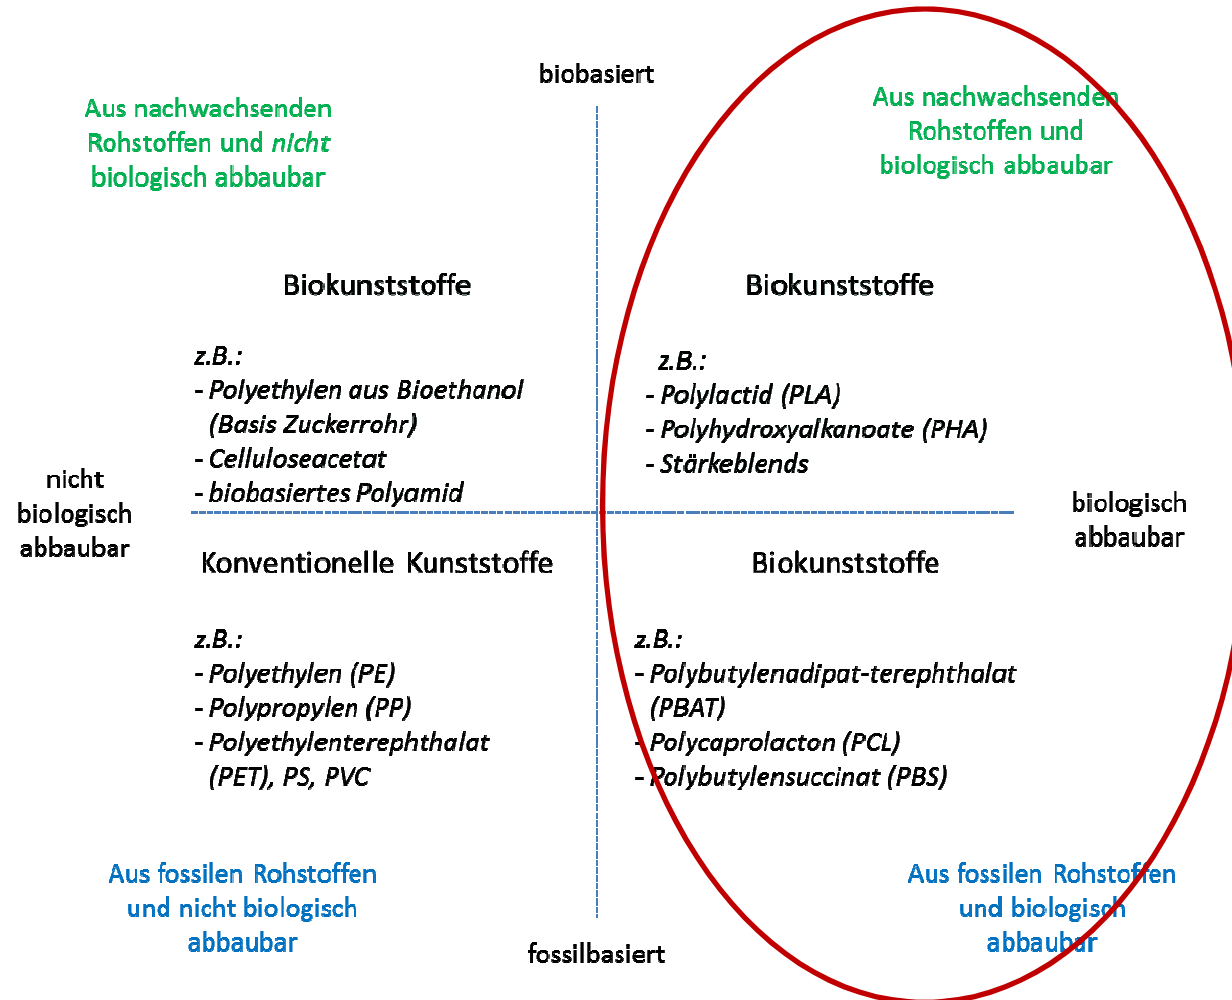 biobasiert
Aus nachwachsenden
Rohstoffen und nicht
biologisch abbaubar
Aus nachwachsenden
Rohstoffen und
biologisch abbaubar
Biokunststoffe
z.B.:
- Polyethylen aus Bioethanol
(Basis Zuckerrohr)
- Celluloseacetat
- biobasiertes Polyamid
Biokunststoffe
z.B.:
- Polylactid (PLA)
- Polyhydroxyalkanoate (PHA)
- Stärkeblends
nicht
biologisch
abbaubar
biologisch
abbaubar
Konventionelle Kunststoffe
z.B.:
- Polyethylen (PE)
- Polypropylen (PP)
- Polyethylenterephthalat
(PET), PS, PVC
Biokunststoffe
z.B.:
- Polybutylenadipat-terephthalat
(PBAT)
- Polycaprolacton (PCL)
- Polybutylensuccinat (PBS)
Aus fossilen Rohstoffen
und nicht biologisch
abbaubar
Aus fossilen Rohstoffen
und biologisch
abbaubar
fossilbasiert